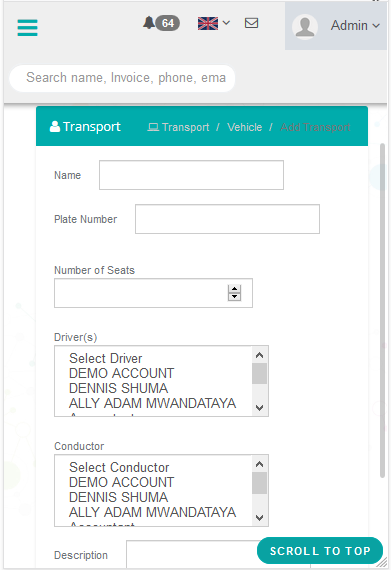 64
Admin
Search name, Invoice, phone, ema
Transport
Transport / Vehicle / Add Transport
Name
Plate Number
Number of Seats
Driver(s)
Select Driver
DEMO ACCOUNT
DENNIS SHUMA
ALLY ADAM MWANDATAYA
Conductor
Select Conductor
DEMO ACCOUNT
DENNIS SHUMA
ALLY ADAM MWANDATAYA
Accountant
Description
SCROLL TO TOP